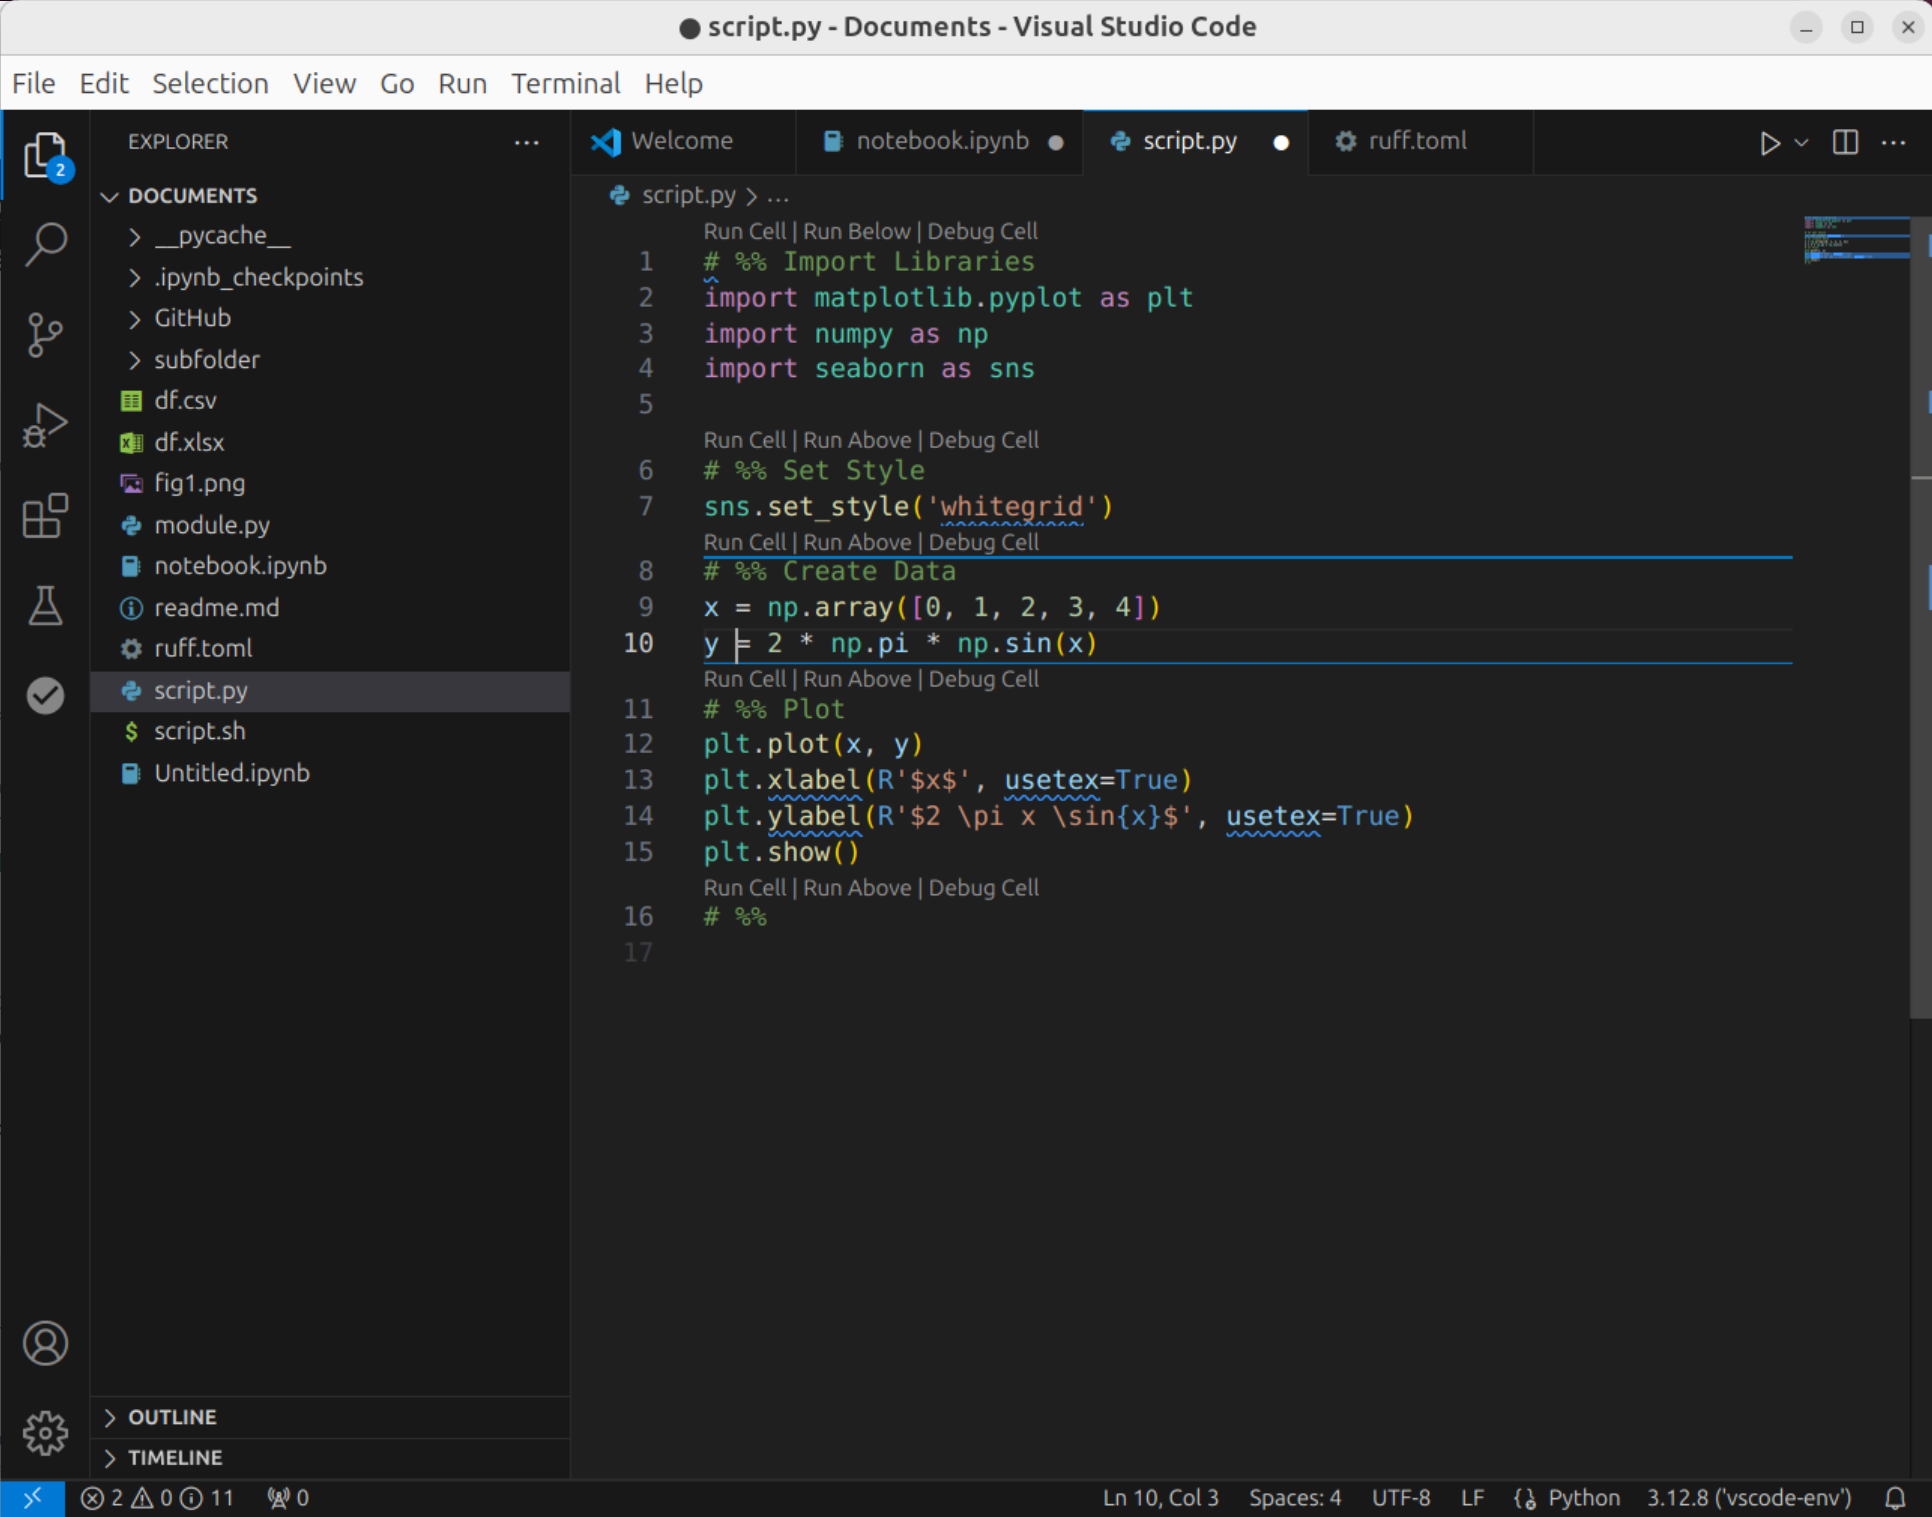 script.py - Documents - Visual Studio Code
File Edit Selection View Go Run Terminal Help
2
EXPLORER
DOCUMENTS
__pycache__
.ipynb_checkpoints
GitHub
subfolder
df.csv
df.xlsx
fig1.png
module.py
notebook.ipynb
readme.md
ruff.toml
script.py
script.sh
Untitled.ipynb
OUTLINE
TIMELINE
Welcome notebook.ipynb script.py ruff.toml
script.py > ...
Run Cell | Run Below | Debug Cell
1 # %% Import Libraries
2 import matplotlib.pyplot as plt
3 import numpy as np
4 import seaborn as sns
5
Run Cell | Run Above | Debug Cell
6 # %% Set Style
7 sns.set_style('whitegrid')
Run Cell | Run Above | Debug Cell
8 # %% Create Data
9 x = np.array([0, 1, 2, 3, 4])
10 y = 2 * np.pi * np.sin(x)
Run Cell | Run Above | Debug Cell
11 # %% Plot
12 plt.plot(x, y)
13 plt.xlabel(R'$x$', usetex=True)
14 plt.ylabel(R'$2 \pi x \sin{x}$', usetex=True)
15 plt.show()
Run Cell | Run Above | Debug Cell
16 # %%
17
2 0 11 0 Ln 10, Col 3 Spaces: 4 UTF-8 LF Python 3.12.8 ('vscode-env')